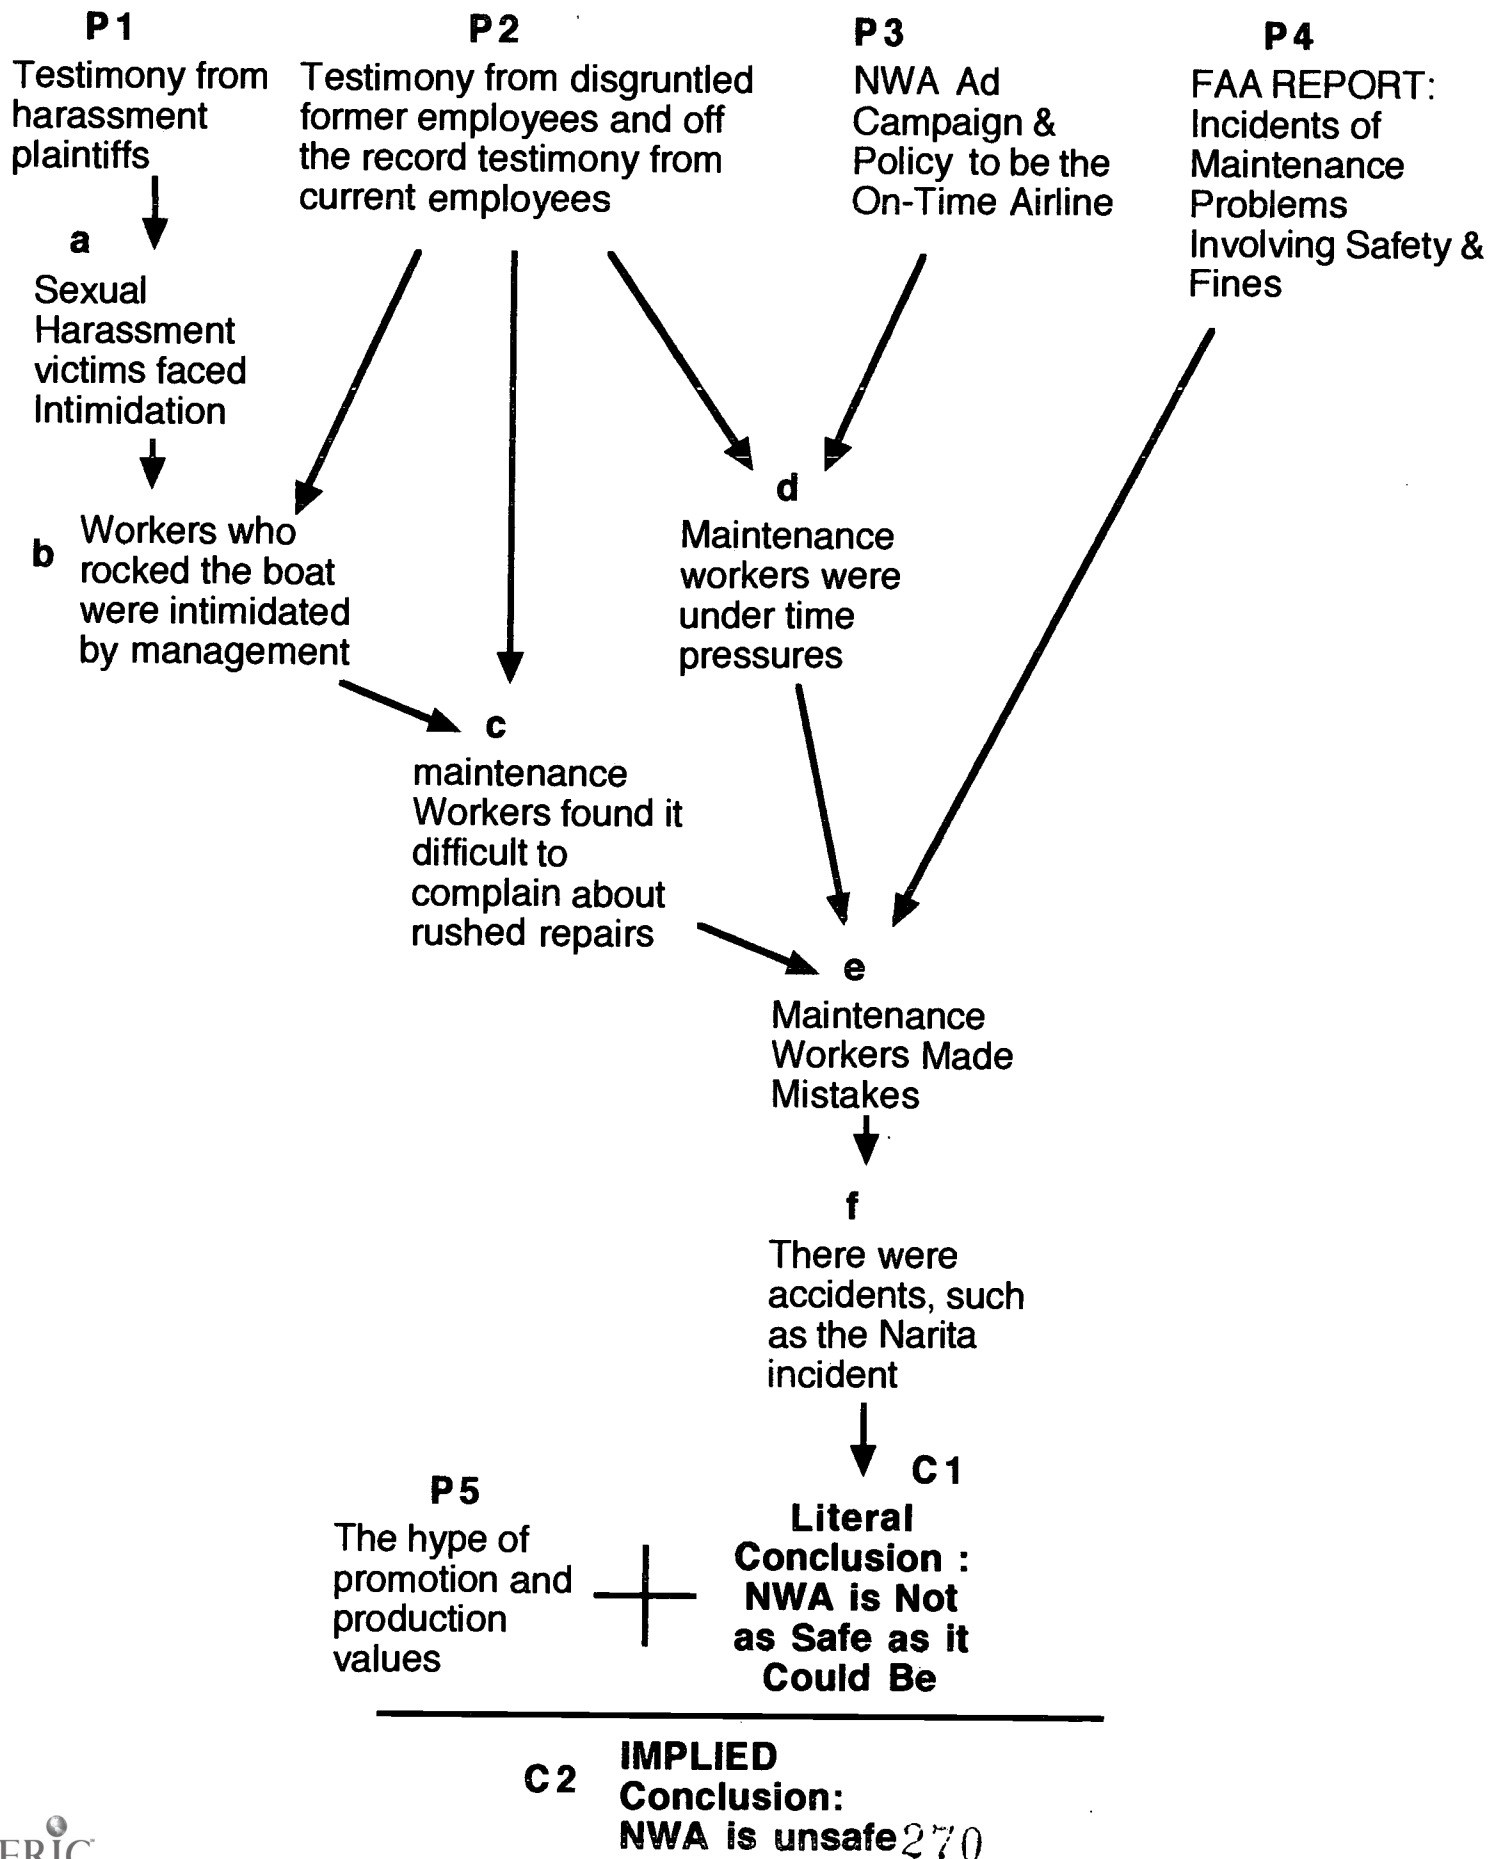 P1
Testimony from
harassment
plaintiffs
P2
Testimony from disgruntled
former employees and off
the record testimony from
current employees
P3
NWA Ad
Campaign &
Policy to be the
On-Time Airline
P4
FAA REPORT:
Incidents of
Maintenance
Problems
Involving Safety &
Fines
a
Sexual
Harassment
victims faced
Intimidation
b
Workers who
rocked the boat
were intimidated
by management
d
Maintenance
workers were
under time
pressures
c
maintenance
Workers found it
difficult to
complain about
rushed repairs
e
Maintenance
Workers Made
Mistakes
f
There were
accidents, such
as the Narita
incident
P5
The hype of
promotion and
production
values
C1
Literal
Conclusion :
NWA is Not
as Safe as it
Could Be
C2
IMPLIED
Conclusion:
NWA is unsafe
270
ERIC